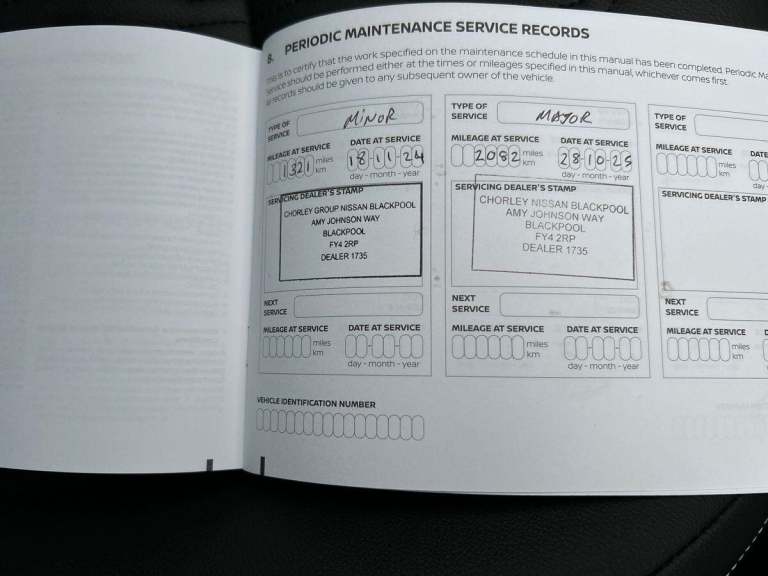 8. PERIODIC MAINTENANCE SERVICE RECORDS
This is to certify that the work specified on the maintenance schedule in this manual has been completed. Periodic Ma
service should be performed either at the times or mileages specified in this manual, whichever comes first.
records should be given to any subsequent owner of the vehicle.
TYPE OF SERVICE MINOR
MILEAGE AT SERVICE DATE AT SERVICE
1321 miles km 18-11-24
day - month - year
SERVICING DEALER'S STAMP
CHORLEY GROUP NISSAN BLACKPOOL
AMY JOHNSON WAY
BLACKPOOL
FY4 2RP
DEALER 1735
NEXT SERVICE
MILEAGE AT SERVICE DATE AT SERVICE
miles km
day - month - year
TYPE OF SERVICE MAJOR
MILEAGE AT SERVICE DATE AT SERVICE
2082 miles km 28-10-25
day - month - year
SERVICING DEALER'S STAMP
CHORLEY NISSAN BLACKPOOL
AMY JOHNSON WAY
BLACKPOOL
FY4 2RP
DEALER 1735
NEXT SERVICE
MILEAGE AT SERVICE DATE AT SERVICE
miles km
day - month - year
TYPE OF SERVICE
MILEAGE AT SERVICE DATE
miles km
day -
SERVICING DEALER'S STAMP
NEXT SERVICE
MILEAGE AT SERVICE D
miles km
VEHICLE IDENTIFICATION NUMBER